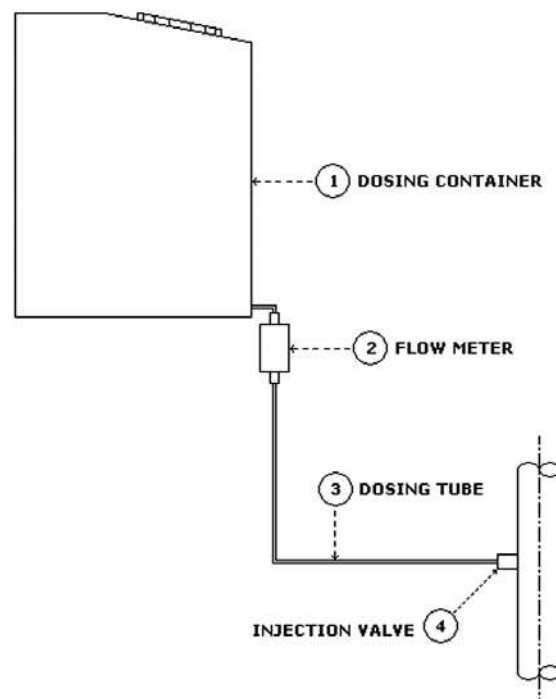 1 DOSING CONTAINER
2 FLOW METER
3 DOSING TUBE
INJECTION VALVE 4